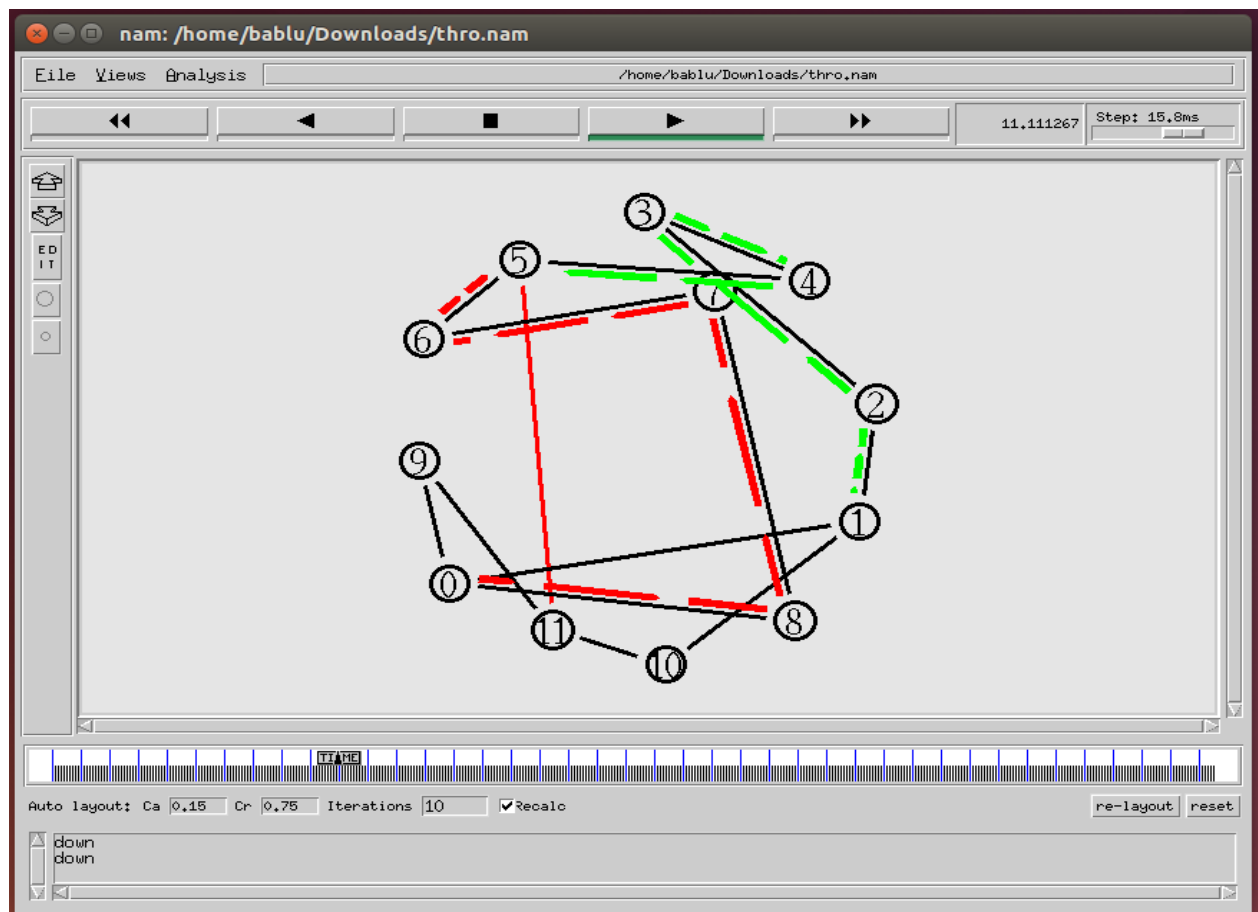 nam: /home/bablu/Downloads/thro.nam
File Views Analysis /home/bablu/Downloads/thro.nam
11.111267 Step: 15.8ms
ED
IT
3
5
4
7
6
2
9
1
0
8
11
10
TIME
Auto layout: Ca 0.15 Cr 0.75 Iterations 10 Recalc re-layout reset
down
down